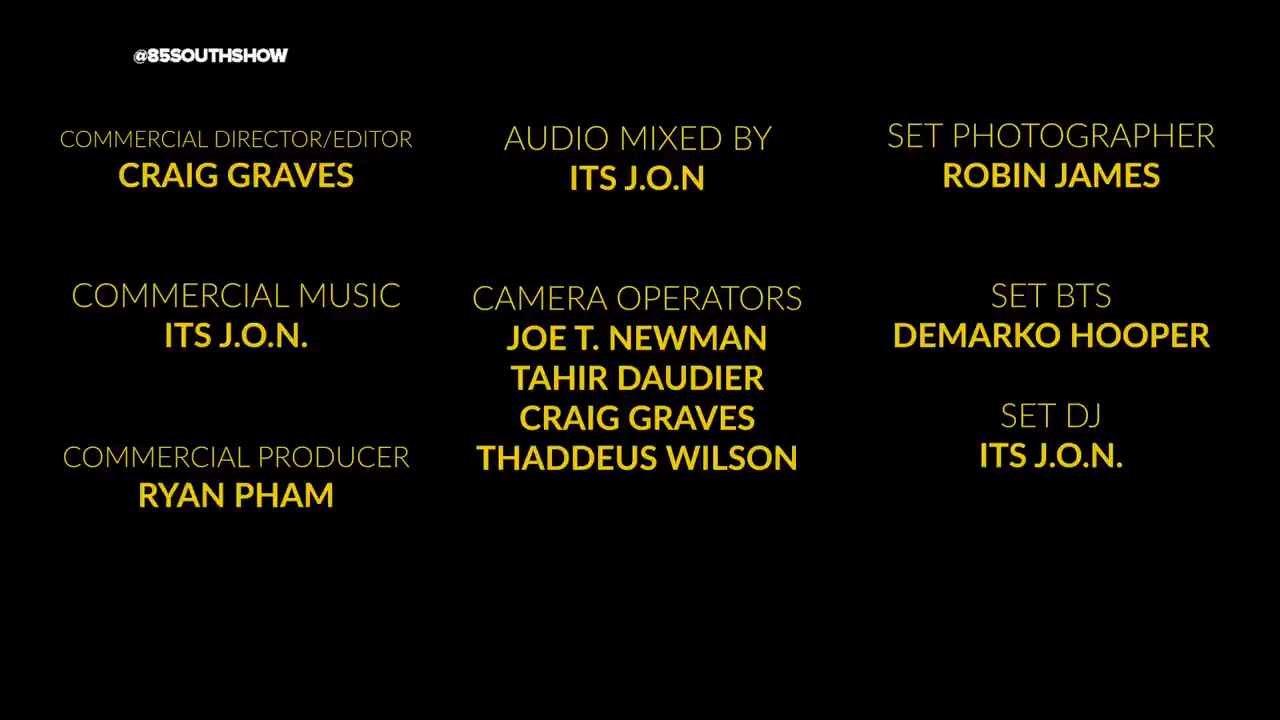 @85SOUTHSHOW
COMMERCIAL DIRECTOR/EDITOR
CRAIG GRAVES
COMMERCIAL MUSIC
ITS J.O.N.
COMMERCIAL PRODUCER
RYAN PHAM
AUDIO MIXED BY
ITS J.O.N
CAMERA OPERATORS
JOE T. NEWMAN
TAHIR DAUDIER
CRAIG GRAVES
THADDEUS WILSON
SET PHOTOGRAPHER
ROBIN JAMES
SET BTS
DEMARKO HOOPER
SET DJ
ITS J.O.N.